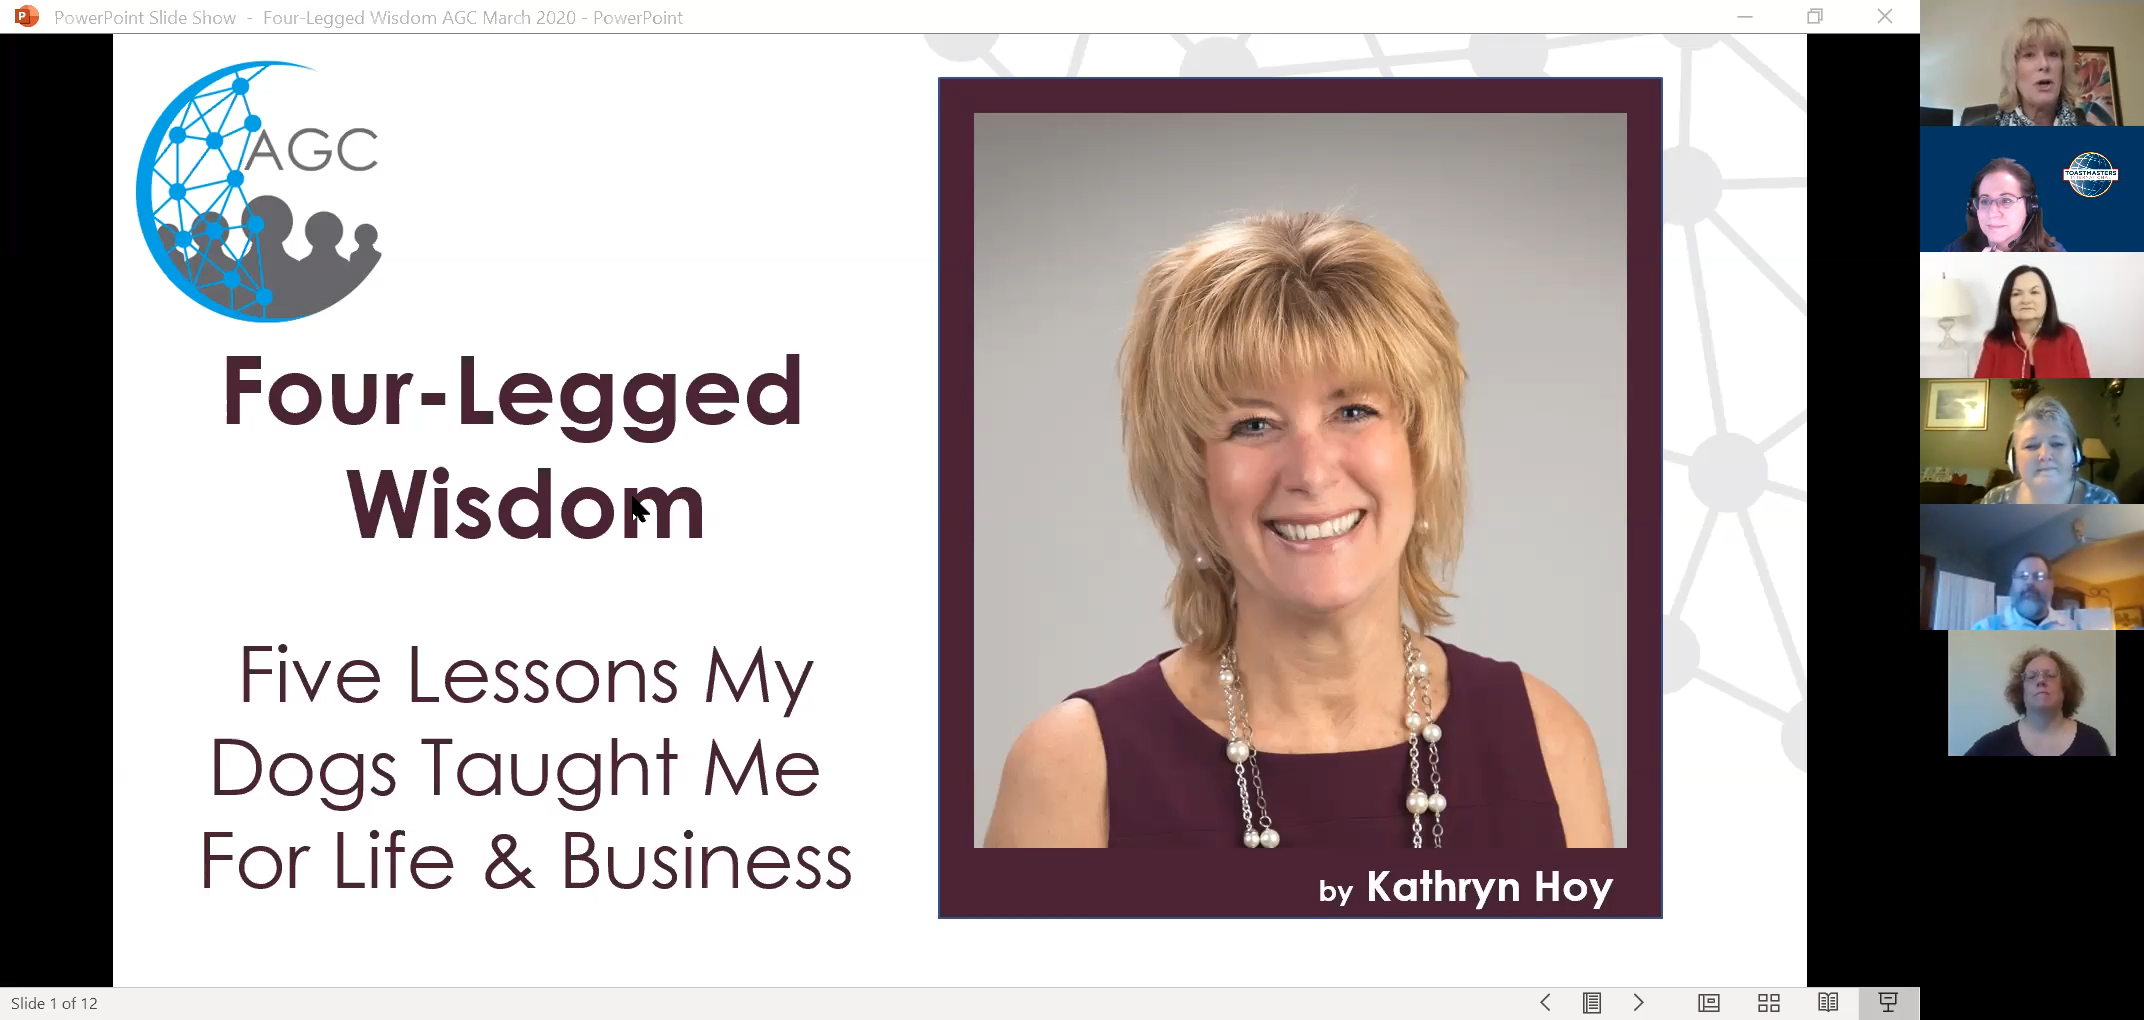 PowerPoint Slide Show - Four-Legged Wisdom AGC March 2020 - PowerPoint
AGC
Four-Legged
Wisdom
Five Lessons My
Dogs Taught Me
For Life & Business
by Kathryn Hoy
TOASTMASTERS
INTERNATIONAL
Slide 1 of 12